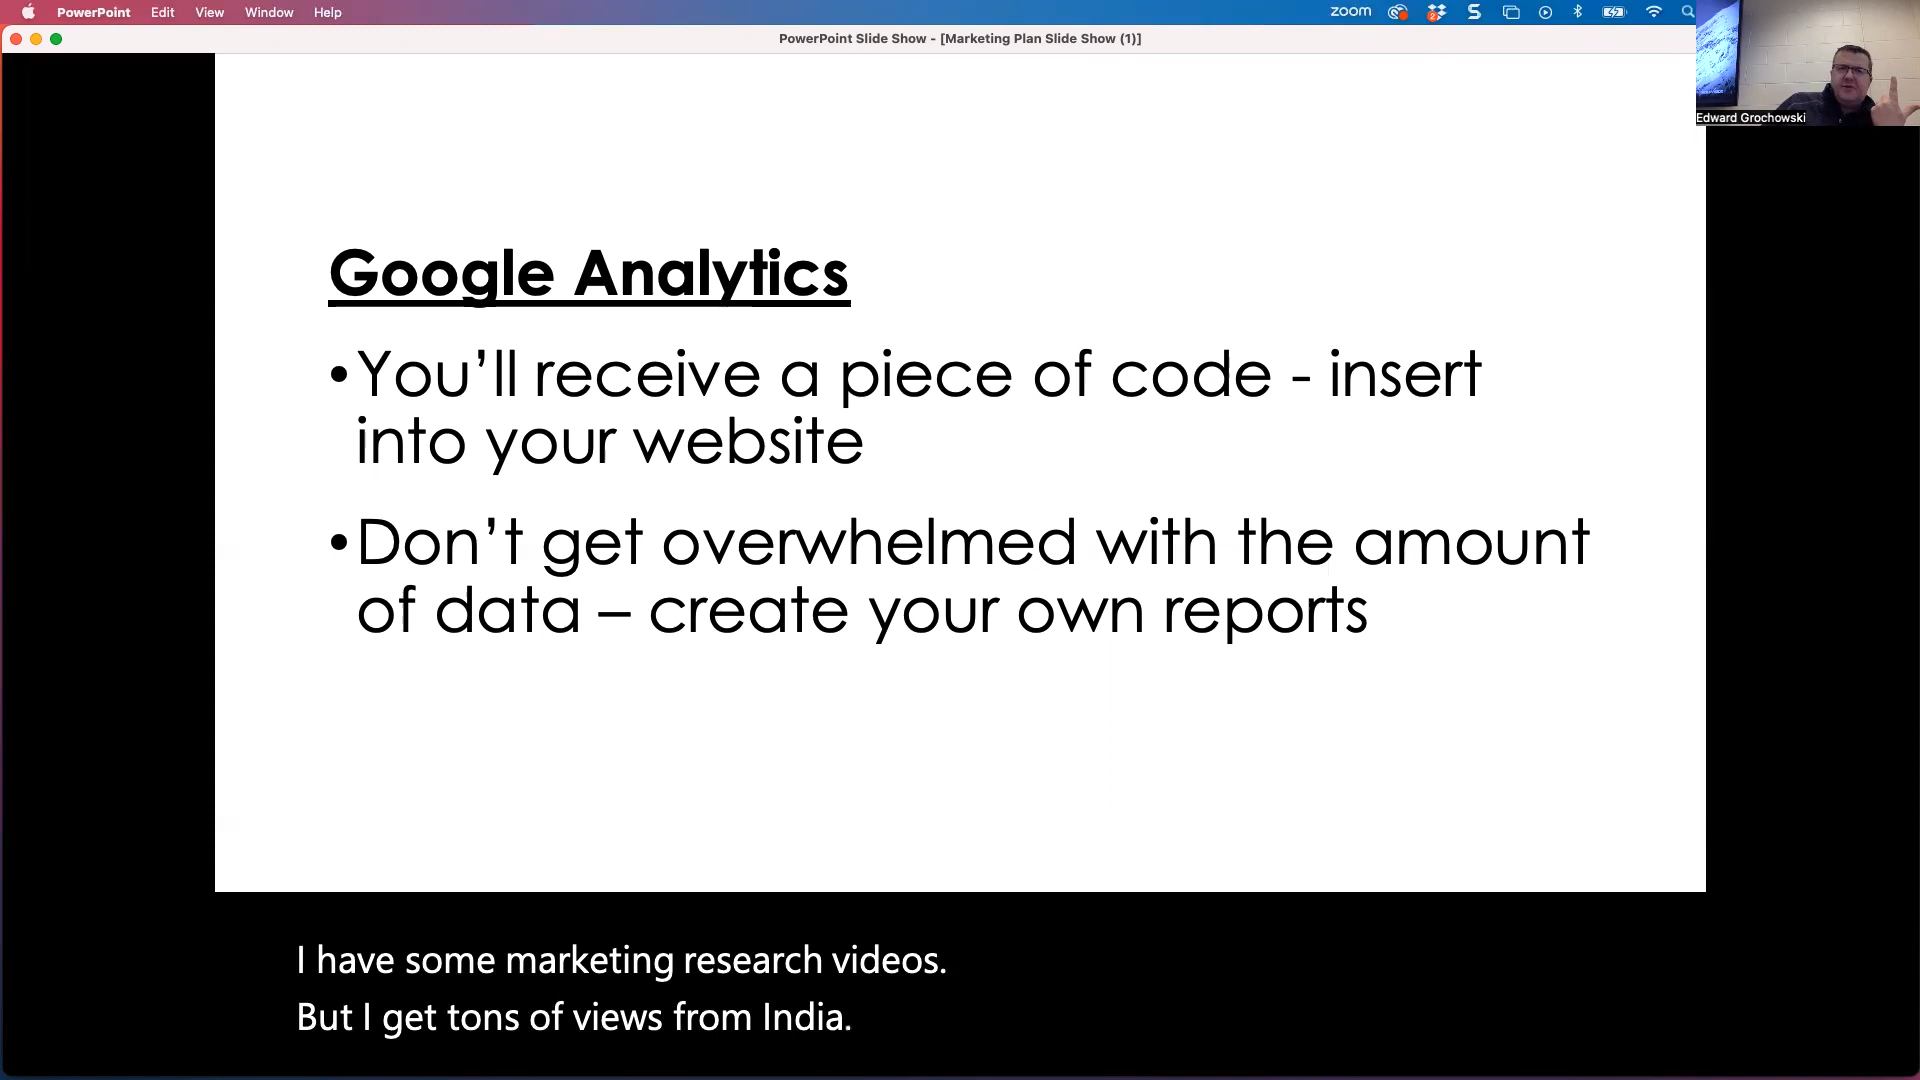 PowerPoint Edit View Window Help
zoom
PowerPoint Slide Show - [Marketing Plan Slide Show (1)]
Edward Grochowski
Google Analytics
•You’ll receive a piece of code - insert
into your website
•Don’t get overwhelmed with the amount
of data – create your own reports
I have some marketing research videos.
But I get tons of views from India.